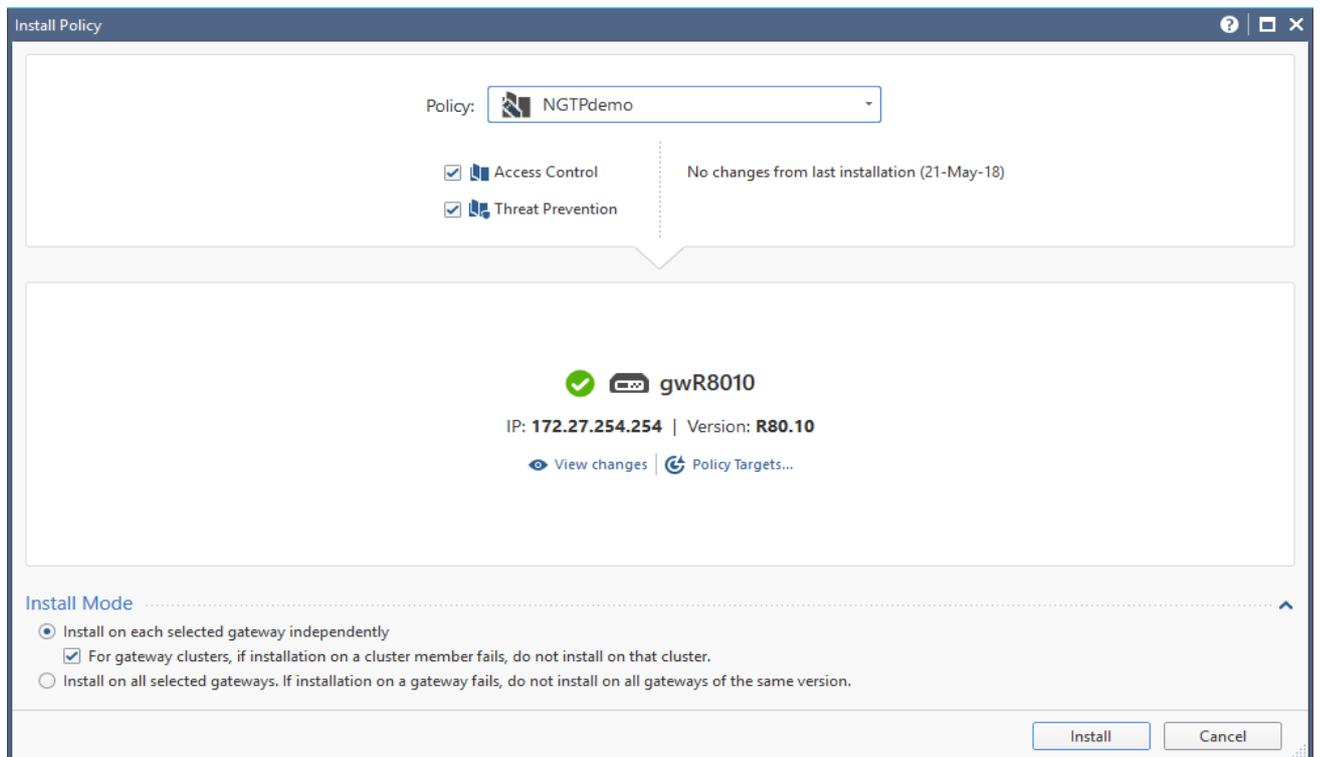 Install Policy
Policy: NGTPdemo
Access Control
No changes from last installation (21-May-18)
Threat Prevention
gwR8010
IP: 172.27.254.254 | Version: R80.10
View changes | Policy Targets...
Install Mode
Install on each selected gateway independently
For gateway clusters, if installation on a cluster member fails, do not install on that cluster.
Install on all selected gateways. If installation on a gateway fails, do not install on all gateways of the same version.
Install Cancel